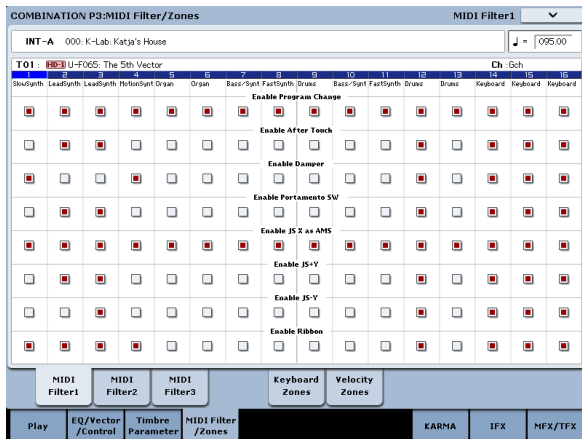 COMBINATION P3:MIDI Filter/Zones MIDI Filter1
INT-A 000: K-Lab: Katja's House ♩ = 095.00
T01 : HD-1 U-F065: The 5th Vector Ch :Gch
1 2 3 4 5 6 7 8 9 10 11 12 13 14 15 16
SlowSynth LeadSynth LeadSynth MotionSynt Organ Organ Bass/Synt FastSynth Drums Bass/Synt FastSynth Drums Drums Keyboard Keyboard Keyboard
Enable Program Change
Enable After Touch
Enable Damper
Enable Portamento SW
Enable JS X as AMS
Enable JS+Y
Enable JS-Y
Enable Ribbon
MIDI Filter1 MIDI Filter2 MIDI Filter3 Keyboard Zones Velocity Zones
Play EQ/Vector /Control Timbre Parameter MIDI Filter /Zones KARMA IFX MFX/TFX